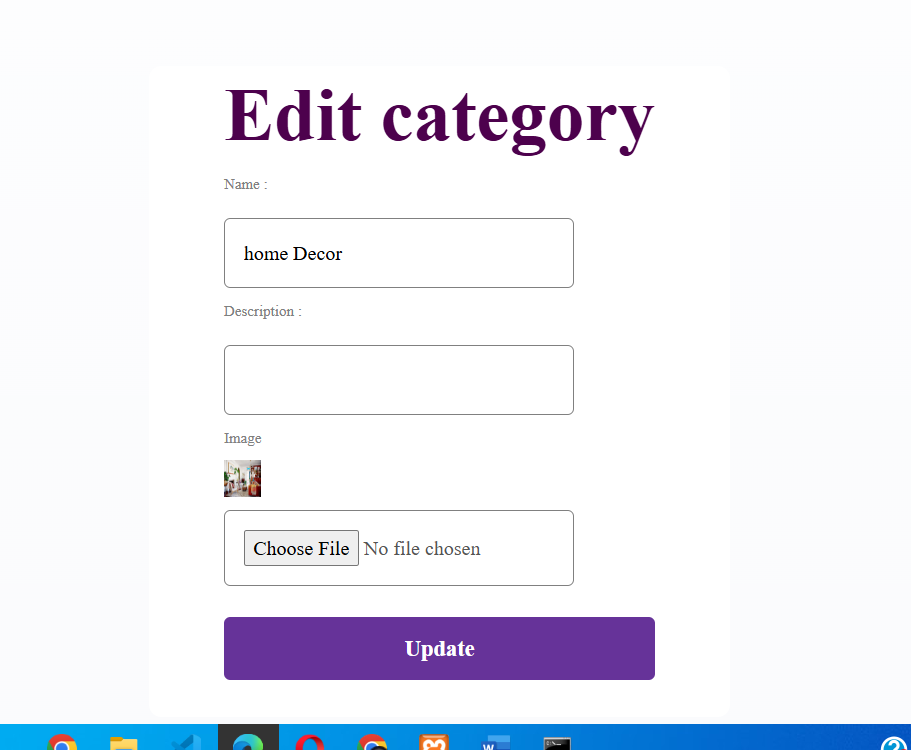 Edit category
Name :
home Decor
Description :
Image
Choose File No file chosen
Update